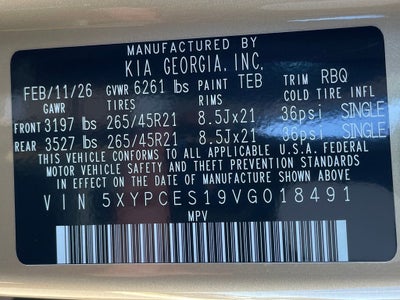 MANUFACTURED BY
KIA GEORGIA, INC.
FEB/11/26 GVWR 6261 lbs PAINT TEB TRIM RBQ
GAWR TIRES RIMS COLD TIRE INFL
FRONT 3197 lbs 265/45R21 8.5Jx21 36psi SINGLE
REAR 3527 lbs 265/45R21 8.5Jx21 36psi SINGLE
THIS VEHICLE CONFORMS TO ALL APPLICABLE U.S.A FEDERAL
MOTOR VEHICLE SAFETY AND THEFT PREVENTION STANDARDS
IN EFFECT ON THE DATE OF MANUFACTURE SHOWN ABOVE
VIN 5XYPCES19VG018491
MPV